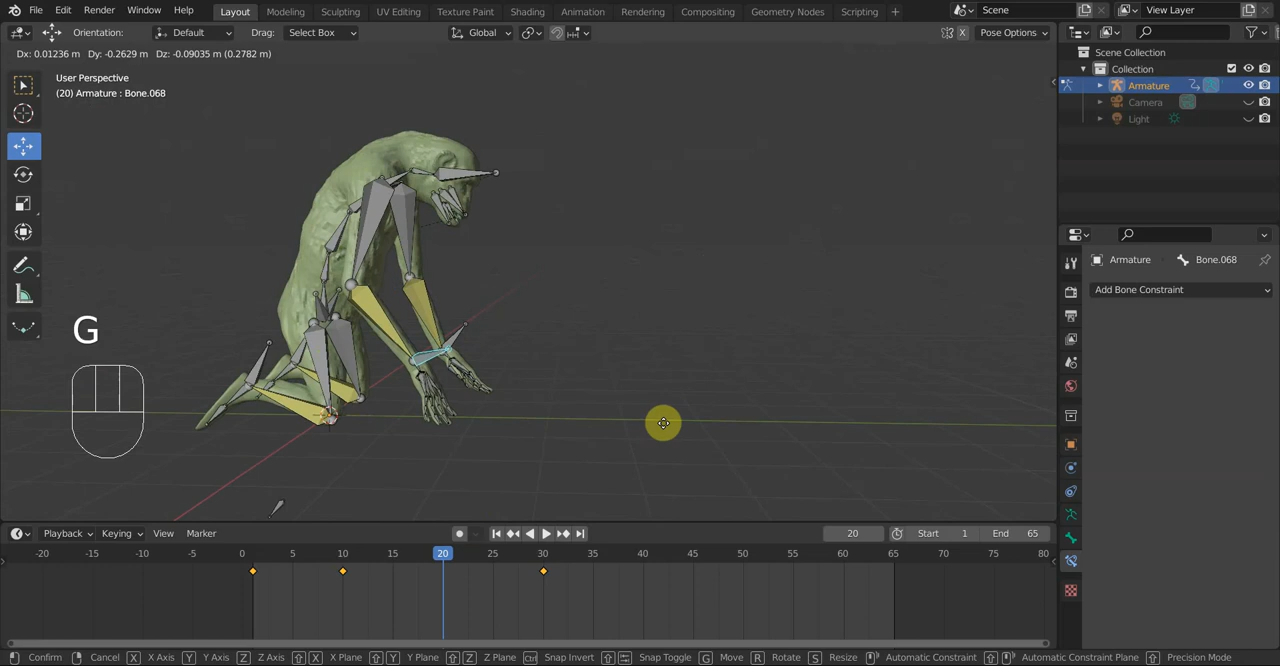 File Edit Render Window Help Layout Modeling Sculpting UV Editing Texture Paint Shading Animation Rendering Compositing Geometry Nodes Scripting + Scene View Layer
Orientation: Default Drag: Select Box Global X Pose Options
Dx: 0.01236 m Dy: -0.2629 m Dz: -0.09035 m (0.2782 m)
User Perspective
(20) Armature : Bone.068
G
Scene Collection
Collection
Armature
Camera
Light
Armature Bone.068
Add Bone Constraint
Playback Keying View Marker 20 Start 1 End 65
-20 -15 -10 -5 0 5 10 15 20 25 30 35 40 45 50 55 60 65 70 75 80
Confirm Cancel X X Axis Y Y Axis Z Z Axis X X Plane Y Y Plane Z Z Plane Ctrl Snap Invert Snap Toggle G Move R Rotate S Resize Automatic Constraint Automatic Constraint Plane Precision Mode